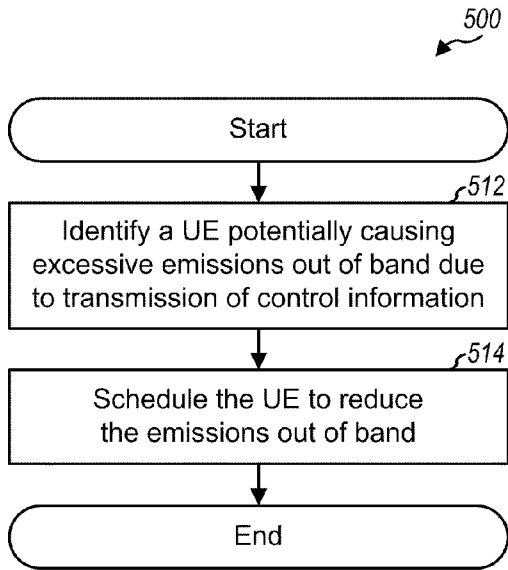 500
Start
512
Identify a UE potentially causing
excessive emissions out of band due
to transmission of control information
514
Schedule the UE to reduce
the emissions out of band
End